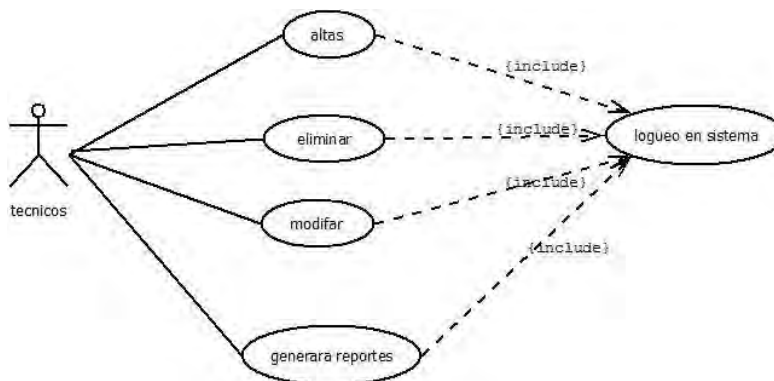 altas
{include}
eliminar
{include}
logueo en sistema
modifar
{include}
tecnicos
{include}
generara reportes